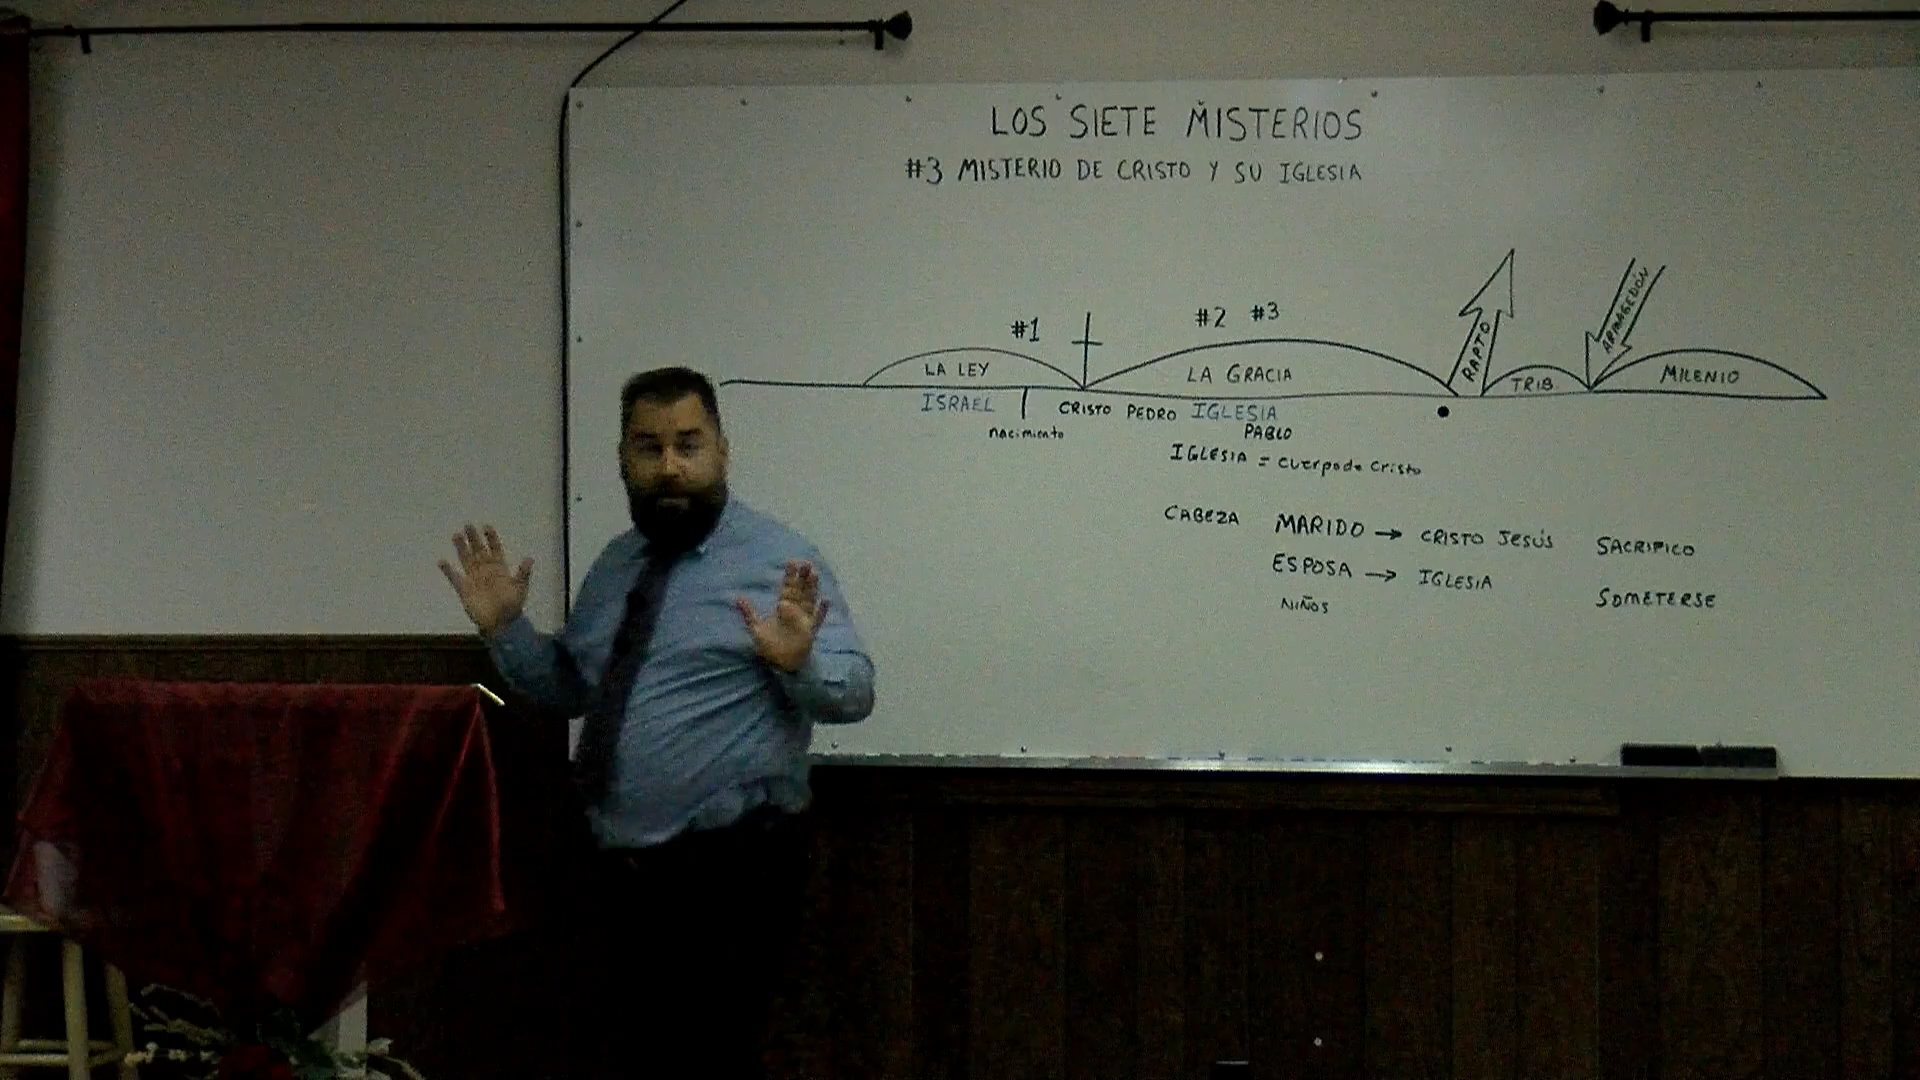 LOS SIETE MISTERIOS
#3 MISTERIO DE CRISTO Y SU IGLESIA
#1 #2 #3
LA LEY LA GRACIA RAPTO TRIB. ARMAGEDÓN MILENIO
ISRAEL CRISTO PEDRO IGLESIA
nacimiento PABLO
IGLESIA = cuerpo de Cristo
CABEZA MARIDO → CRISTO JESÚS SACRIFICO
ESPOSA → IGLESIA
NIÑOS SOMETERSE